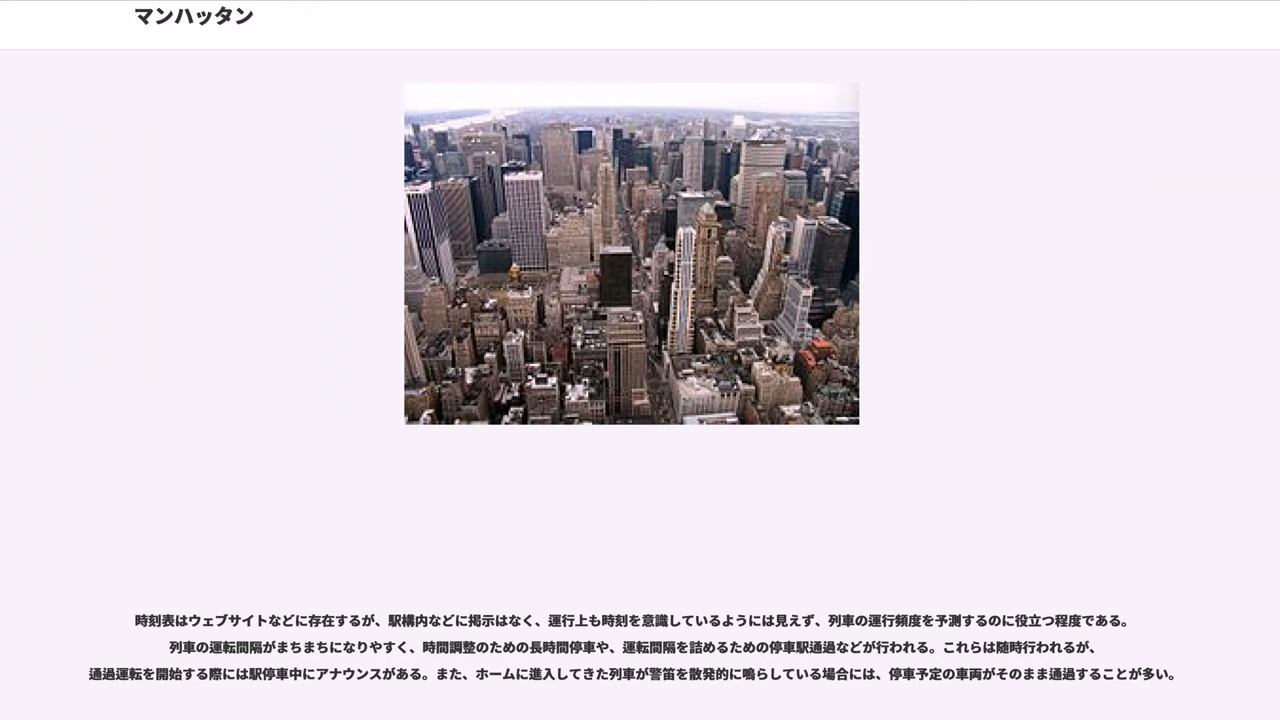 マンハッタン
時刻表はウェブサイトなどに存在するが、駅構内などに掲示はなく、運行上も時刻を意識しているようには見えず、列車の運行頻度を予測するのに役立つ程度である。
列車の運転間隔がまちまちになりやすく、時間調整のための長時間停車や、運転間隔を詰めるための停車駅通過などが行われる。これらは随時行われるが、
通過運転を開始する際には駅停車中にアナウンスがある。また、ホームに進入してきた列車が警笛を散発的に鳴らしている場合には、停車予定の車両がそのまま通過することが多い。